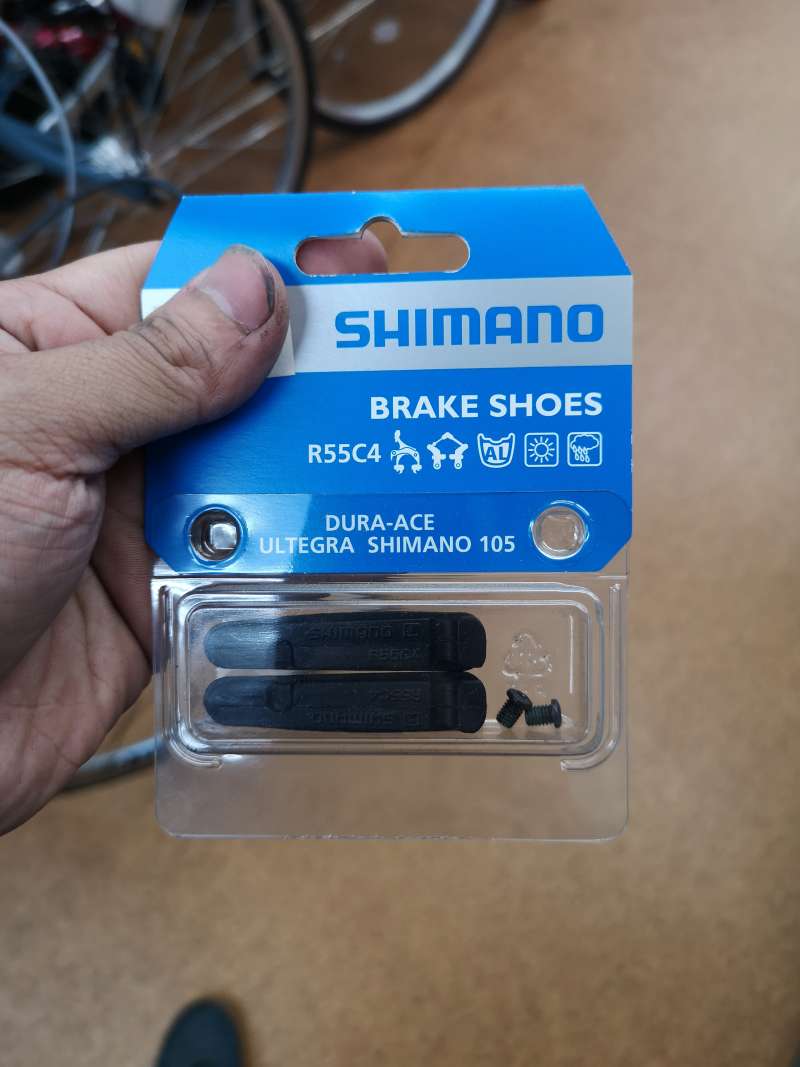 SHIMANO
BRAKE SHOES
R55C4 AL
DURA-ACE
ULTEGRA SHIMANO 105
SHIMANO
R55C4
R55C4
SHIMANO